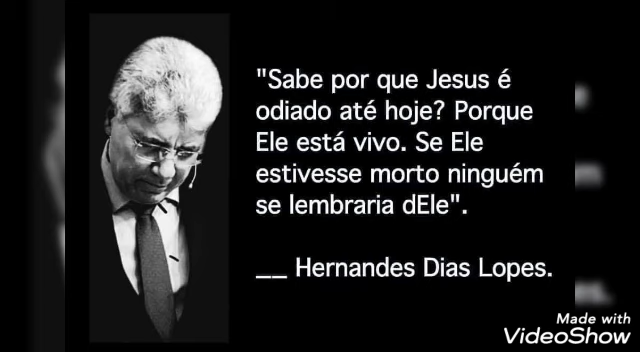 "Sabe por que Jesus é
odiado até hoje? Porque
Ele está vivo. Se Ele
estivesse morto ninguém
se lembraria dEle".
__ Hernandes Dias Lopes.
Made with
VideoShow